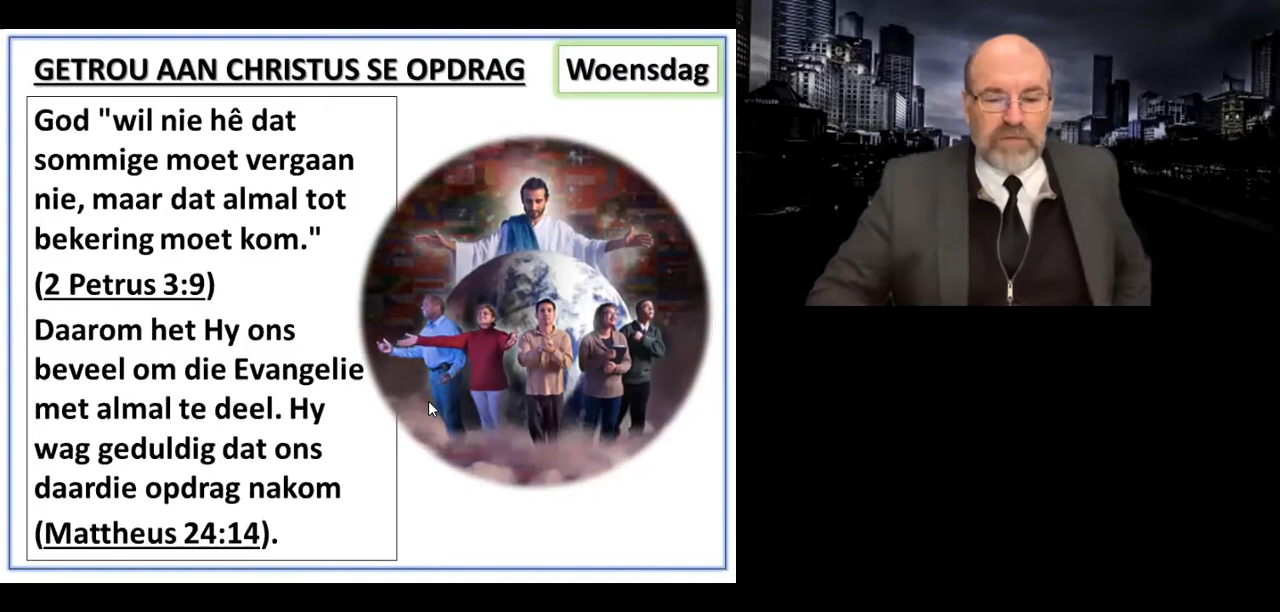 GETROU AAN CHRISTUS SE OPDRAG
Woensdag
God "wil nie hê dat
sommige moet vergaan
nie, maar dat almal tot
bekering moet kom."
(2 Petrus 3:9)
Daarom het Hy ons
beveel om die Evangelie
met almal te deel. Hy
wag geduldig dat ons
daardie opdrag nakom
(Mattheus 24:14).